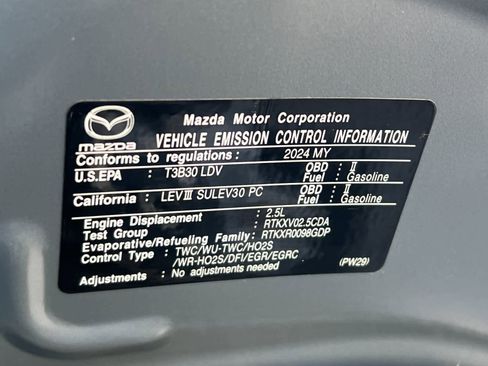 Mazda Motor Corporation
mazda
VEHICLE EMISSION CONTROL INFORMATION
Conforms to regulations: 2024 MY
U.S.EPA : T3B30 LDV OBD : II
Fuel : Gasoline
California : LEV III SULEV30 PC OBD : II
Fuel : Gasoline
Engine Displacement : 2.5L
Test Group : RTKXV02.5CDA
Evaporative/Refueling Family: RTKXR0098GDP
Control Type : TWC/WU-TWC/HO2S
/WR-HO2S/DFI/EGR/EGRC
Adjustments : No adjustments needed
(PW29)